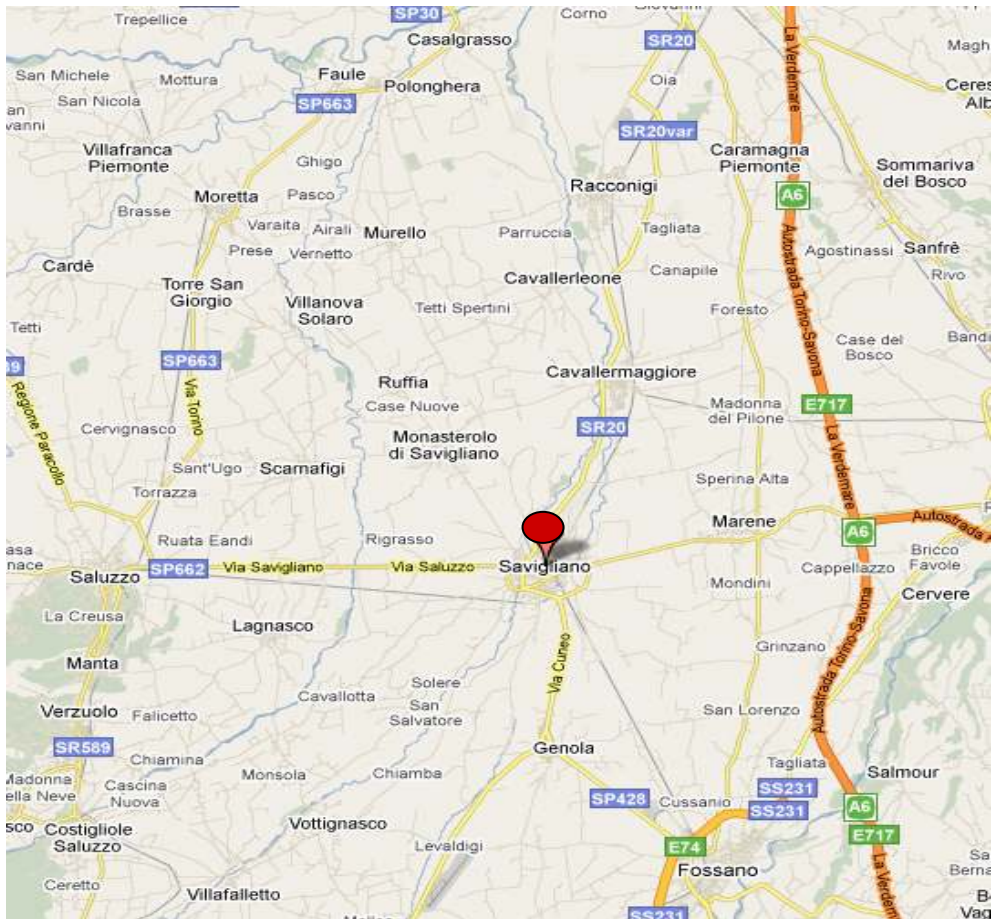 Trepellice
SP30
Corno
Casalgrasso
SR20
La Verdemare
San Michele
Mottura
Faule
Polonghera
Oia
San Nicola
SP663
SR20var
Villafranca
Piemonte
Ghigo
Caramagna
Piemonte
Sommariva
del Bosco
Moretta
Pasco
Racconigi
A6
Brasse
Varaita
Airali
Murello
Parruccia
Tagliata
Agostinassi
Sanfrè
Prese
Vernetto
Cardè
Cavallerleone
Canapile
Rivo
Torre San
Giorgio
Villanova
Solaro
Tetti Spertini
Foresto
Autostrada Torino-Savona
Tetti
Case del
Bosco
SP663
Via Torino
Ruffia
Cavallermaggiore
Regione Paracollo
Case Nuove
Madonna
del Pilone
E717
Cervignasco
Monasterolo
di Savigliano
SR20
La Verdemare
Sant'Ugo
Scarnafigi
Sperina Alta
Torrazza
Marene
A6
Autostrada
Ruata Eandi
Rigrasso
Bricco
Favole
Saluzzo
SP662
Via Savigliano
Via Saluzzo
Savigliano
Cappellazzo
Mondini
Cervere
La Creusa
Lagnasco
Autostrada Torino-Savona
Manta
Via Cuneo
Grinzano
Solere
Cavallotta
San
Salvatore
Verzuolo
Falicetto
San Lorenzo
SR589
Genola
Chiamina
Monsola
Chiamba
Tagliata
Salmour
Madonna
ella Neve
Cascina
Nuova
SP428
Cussanio
SS231
SS231
A6
E717
Costigliole
Saluzzo
Vottignasco
Levaldigi
E74
Fossano
La Verdemare
Ceretto
Villafalletto
SS231